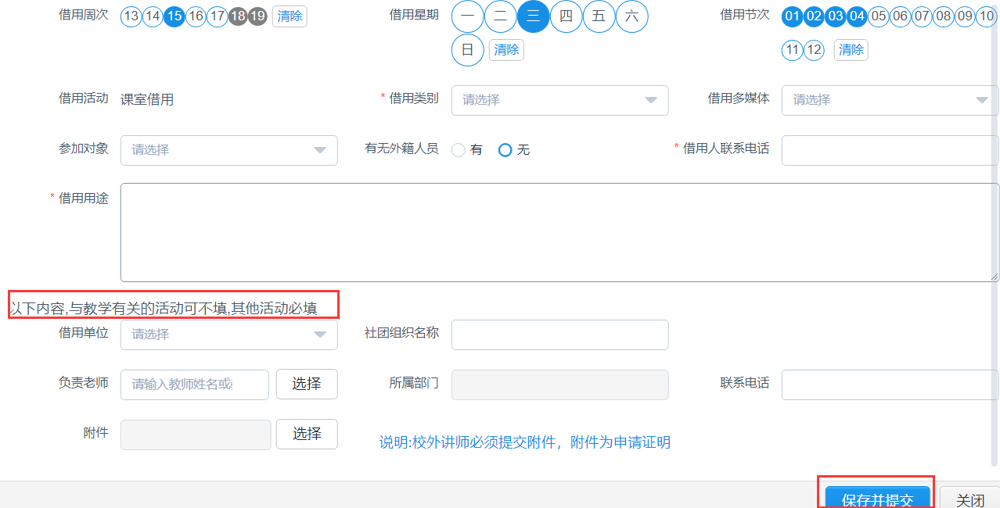 借用周次 13 14 15 16 17 18 19 清除 借用星期 一 二 三 四 五 六 借用节次 01 02 03 04 05 06 07 08 09 10
日 清除 11 12 清除
借用活动 课室借用 * 借用类别 请选择 借用多媒体 请选择
参加对象 请选择 有无外籍人员 有 无 * 借用人联系电话
* 借用用途
以下内容,与教学有关的活动可不填,其他活动必填
借用单位 请选择 社团组织名称
负责老师 请输入教师姓名或 选择 所属部门 联系电话
附件 选择 说明:校外讲师必须提交附件，附件为申请证明
保存并提交 关闭